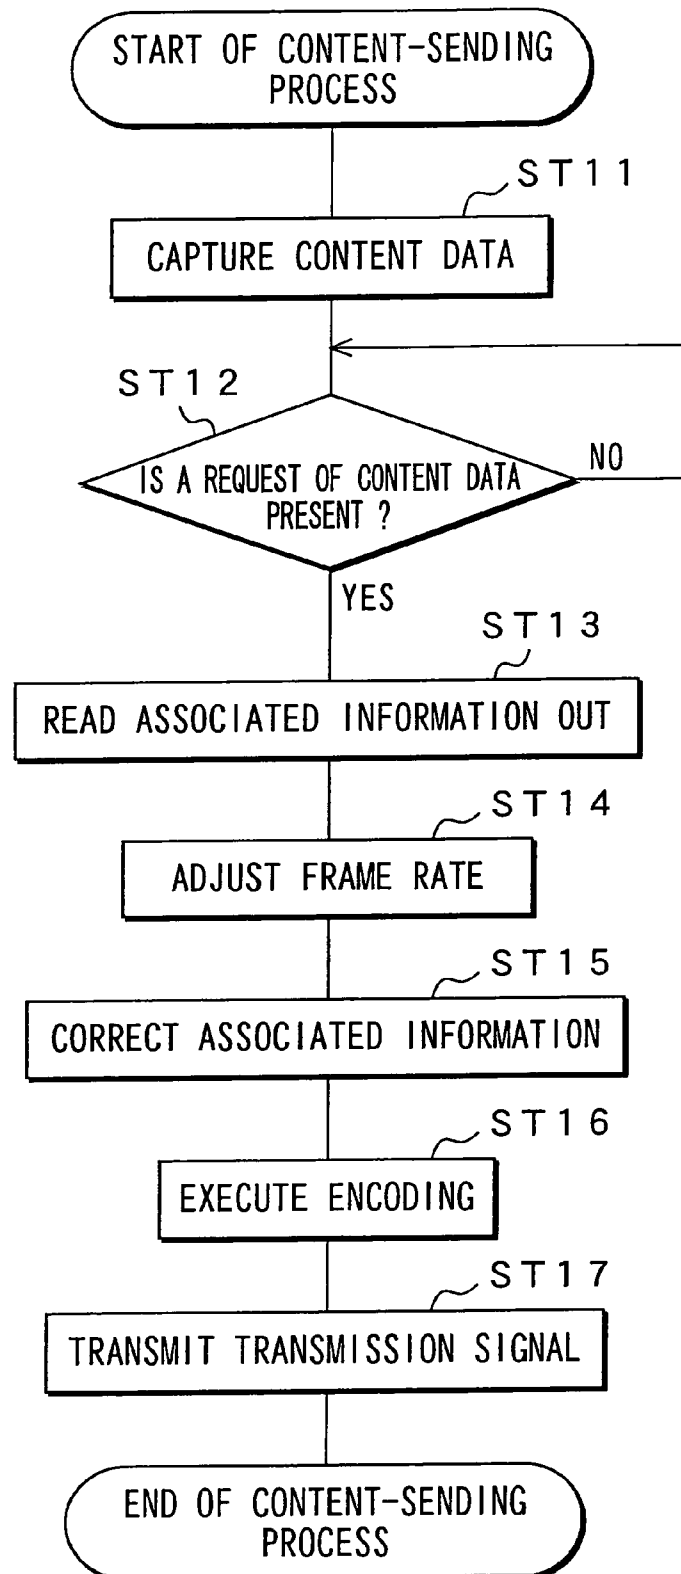 START OF CONTENT-SENDING
PROCESS
ST11
CAPTURE CONTENT DATA
ST12
IS A REQUEST OF CONTENT DATA
PRESENT ?
NO
YES
ST13
READ ASSOCIATED INFORMATION OUT
ST14
ADJUST FRAME RATE
ST15
CORRECT ASSOCIATED INFORMATION
ST16
EXECUTE ENCODING
ST17
TRANSMIT TRANSMISSION SIGNAL
END OF CONTENT-SENDING
PROCESS